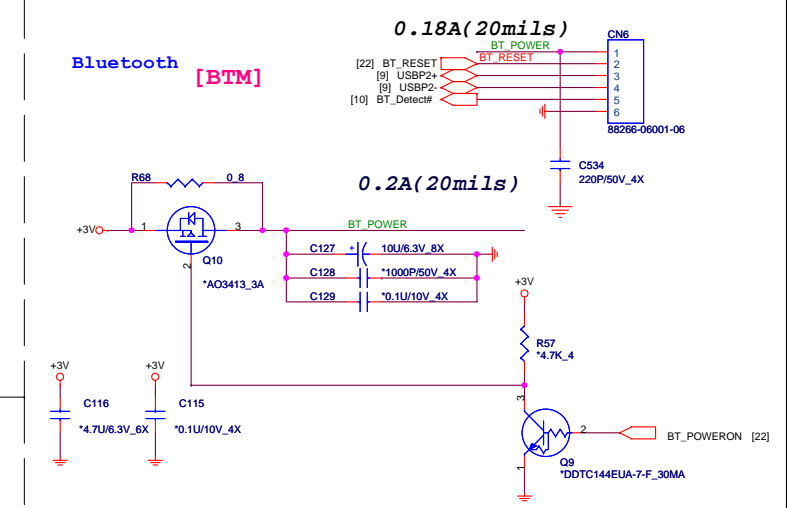 0.18A(20mils)
CN6
Bluetooth
[BTM]
BT_POWER
[22] BT_RESET
BT_RESET
[9] USBP2+
[9] USBP2-
[10] BT_Detect#
1
2
3
4
5
6
88266-06001-06
C534
220P/50V_4X
R68
0_8
0.2A(20mils)
+3V
1
3
BT_POWER
Q10
2
*AO3413_3A
C127
+
10U/6.3V_8X
C128
*1000P/50V_4X
C129
*0.1U/10V_4X
+3V
R57
*4.7K_4
+3V
+3V
C116
*4.7U/6.3V_6X
C115
*0.1U/10V_4X
3
2
1
BT_POWERON [22]
Q9
*DDTC144EUA-7-F_30MA